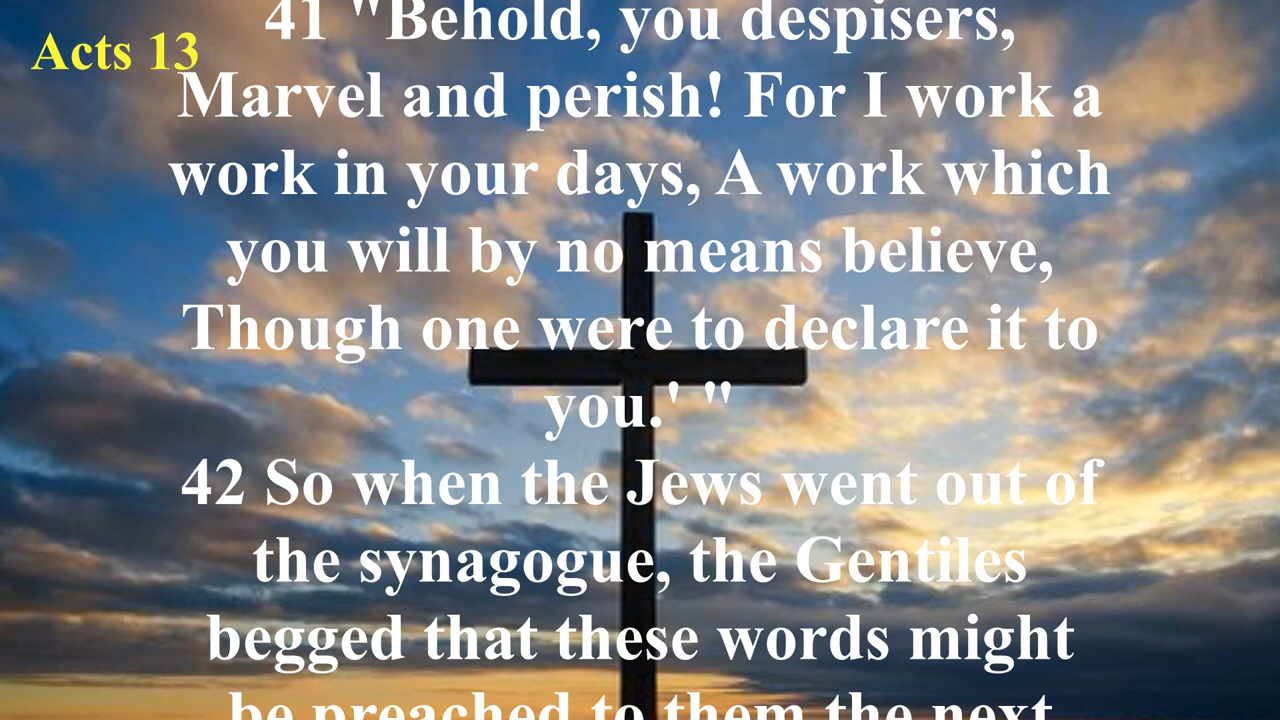 Acts 13
41 "Behold, you despisers,
Marvel and perish! For I work a
work in your days, A work which
you will by no means believe,
Though one were to declare it to
you.' "
42 So when the Jews went out of
the synagogue, the Gentiles
begged that these words might
be preached to them the next